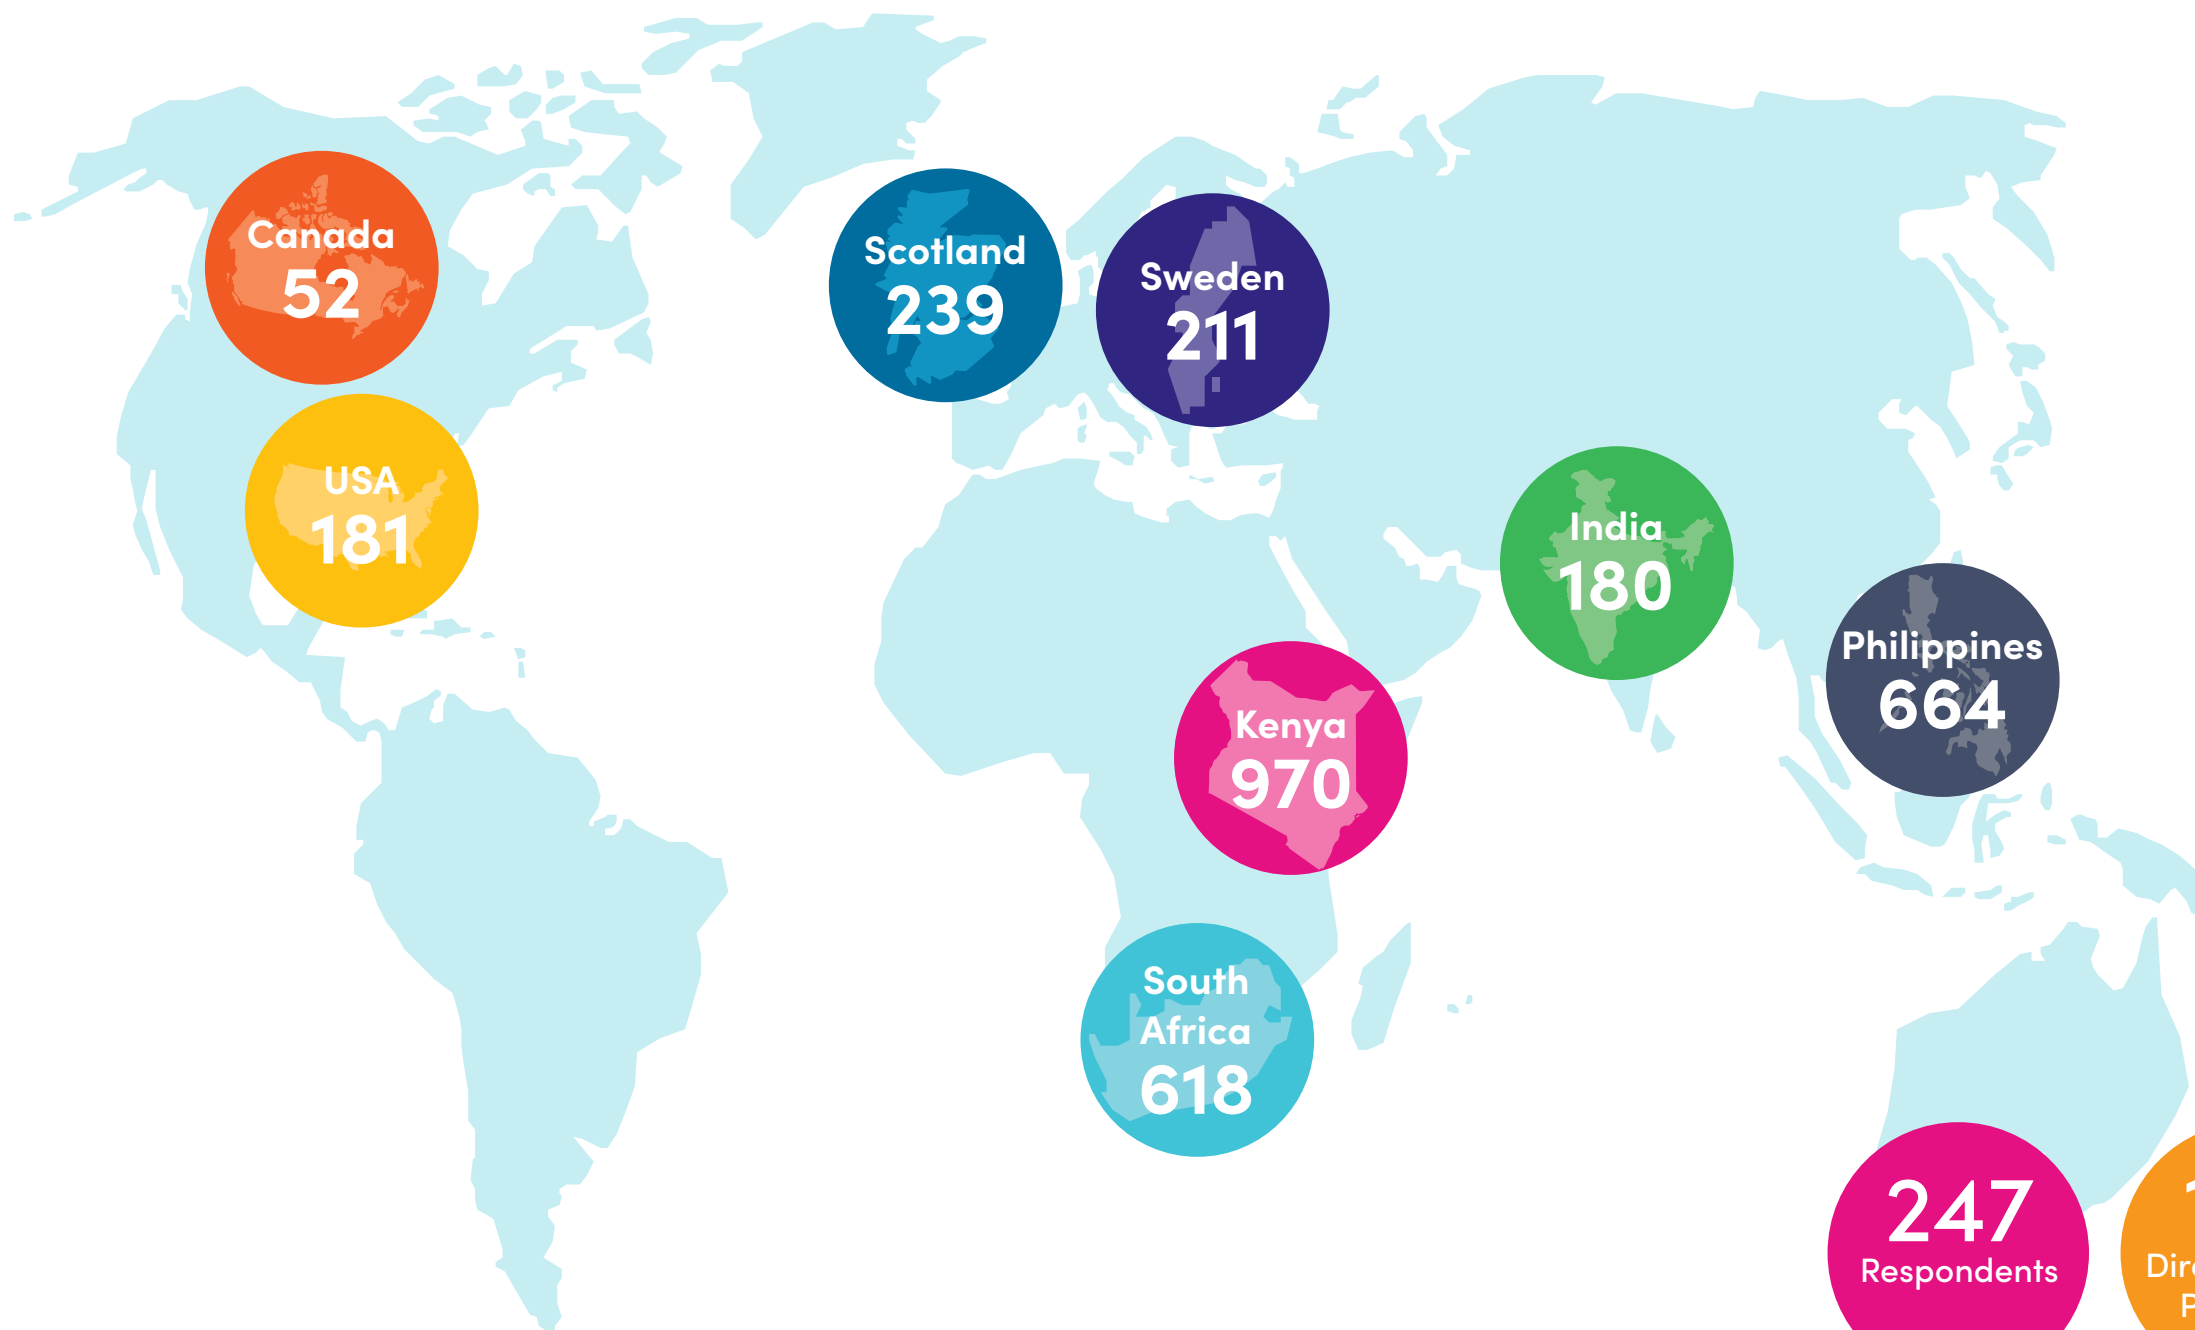 Canada
52
Scotland
239
Sweden
211
USA
181
India
180
Philippines
664
Kenya
970
South
Africa
618
247
Respondents